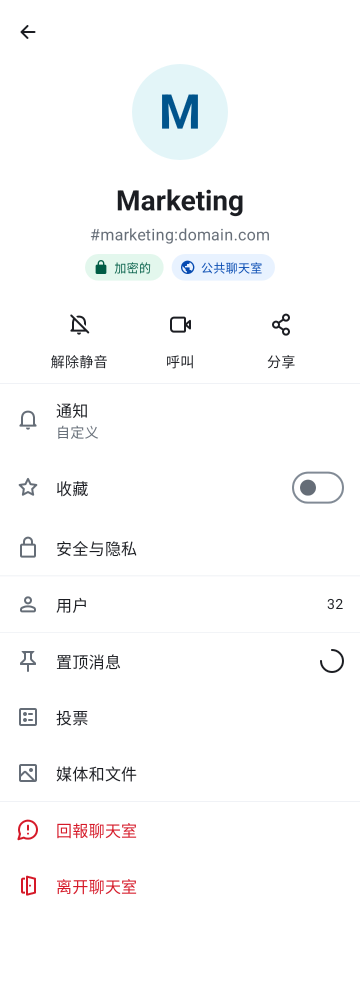 M
Marketing
#marketing:domain.com
加密的 公共聊天室
解除静音 呼叫 分享
通知
自定义
收藏
安全与隐私
用户 32
置顶消息
投票
媒体和文件
回報聊天室
离开聊天室